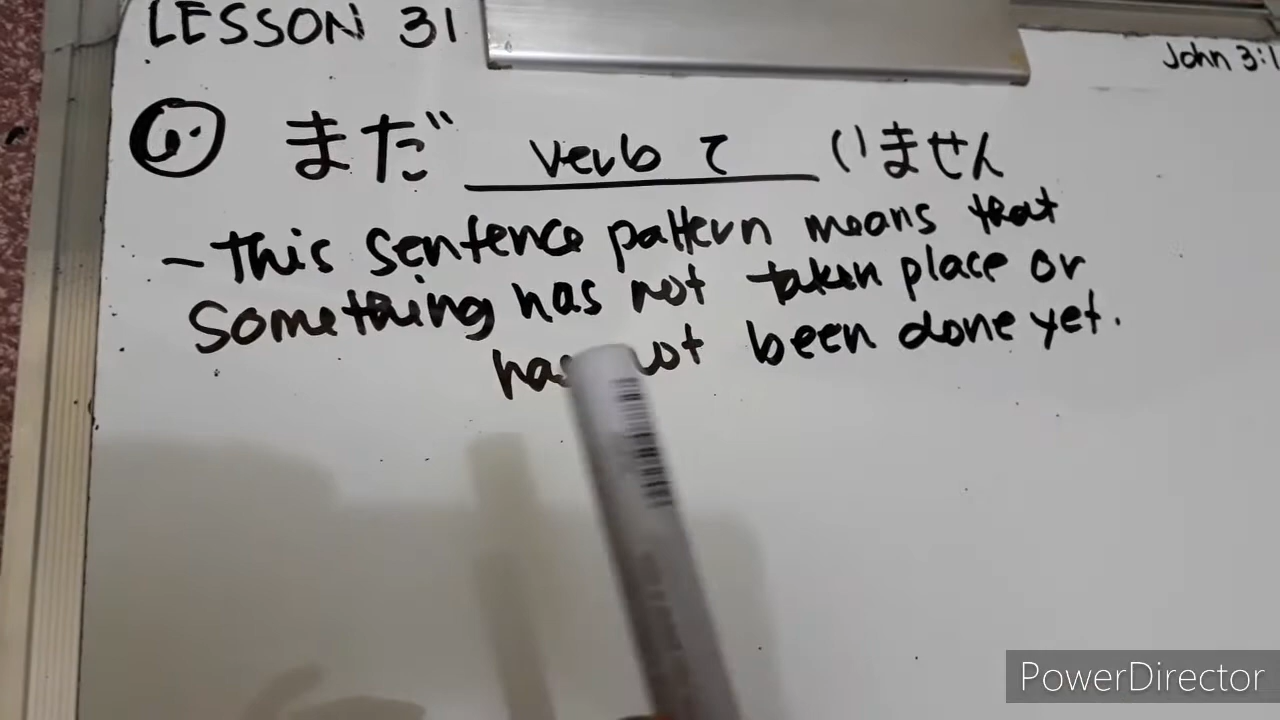 LESSON 31
John 3:1
6. まだ verb て いません
- This sentence pattern means that
something has not taken place or
has not been done yet.
PowerDirector